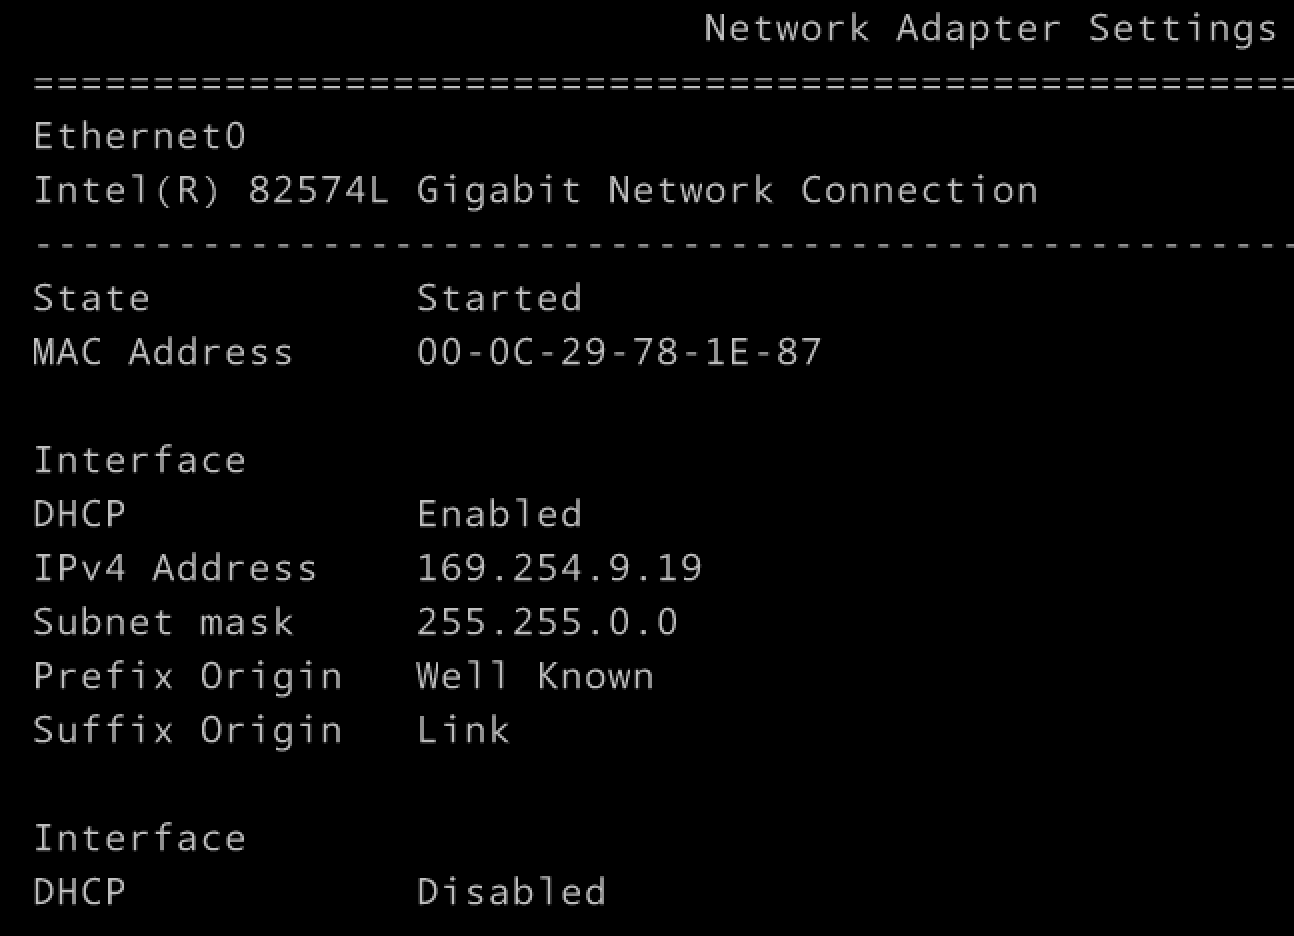 Network Adapter Settings
=====================================================
Ethernet0
Intel(R) 82574L Gigabit Network Connection
-----------------------------------------------------
State Started
MAC Address 00-0C-29-78-1E-87
Interface
DHCP Enabled
IPv4 Address 169.254.9.19
Subnet mask 255.255.0.0
Prefix Origin Well Known
Suffix Origin Link
Interface
DHCP Disabled